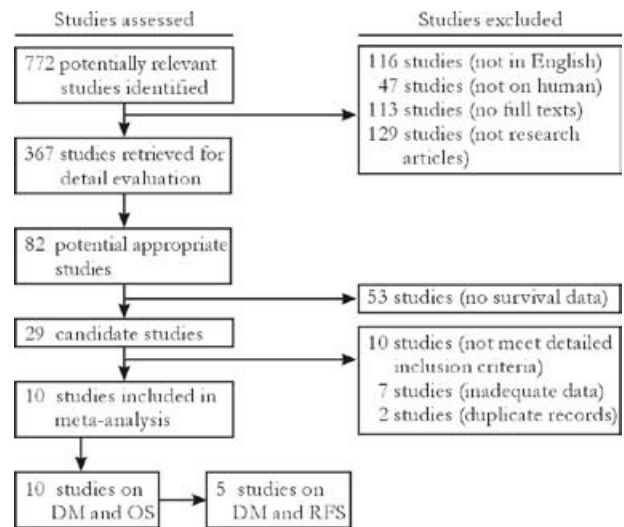 Studies assessed
Studies excluded
772 potentially relevant
studies identified
116 studies (not in English)
47 studies (not on human)
113 studies (no full texts)
129 studies (not research
articles)
367 studies retrieved for
detail evaluation
82 potential appropriate
studies
53 studies (no survival data)
29 candidate studies
10 studies (not meet detailed
inclusion criteria)
7 studies (inadequate data)
2 studies (duplicate records)
10 studies included in
meta-analysis
10 studies on
DM and OS
5 studies on
DM and RFS